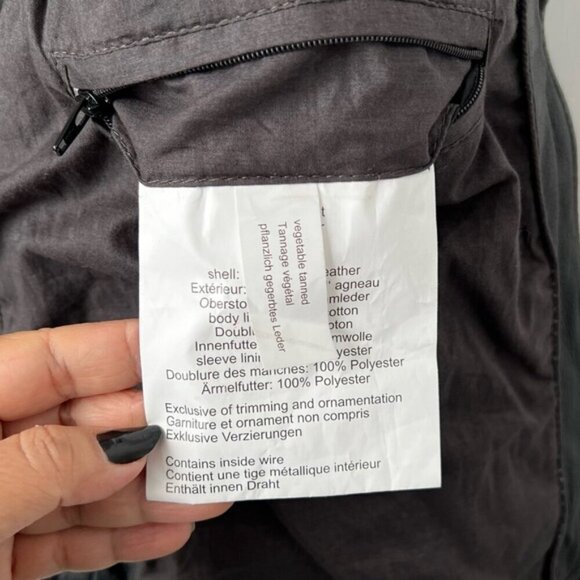 vegetable tanned
Tannage végétal
pflanzlich gegerbtes Leder
shell:
Extérieur: agneau
body
Doublure des manches: 100% Polyester
Ärmelfutter: 100% Polyester
Exclusive of trimming and ornamentation
Garniture et ornament non compris
Exklusive Verzierungen
Contains inside wire
Contient une tige métallique intérieur
Enthält innen Draht